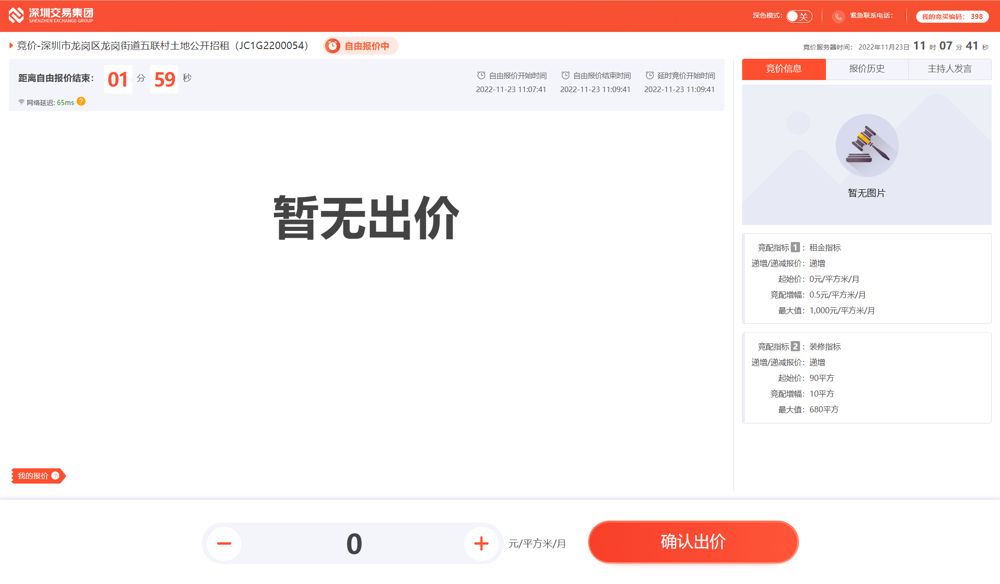 深圳交易集团
SHENZHEN EXCHANGE GROUP
深色模式： 关
紧急联系电话：
我的竞买编码： 398
竞价-深圳市龙岗区龙岗街道五联村土地公开招租（JC1G2200054）
自由报价中
竞价服务器时间： 2022年11月23日 11 时 07 分 41 秒
距离自由报价结束： 01 分 59 秒
网络延迟: 65ms ?
自由报价开始时间
2022-11-23 11:07:41
自由报价结束时间
2022-11-23 11:09:41
延时竞价开始时间
2022-11-23 11:09:41
暂无出价
竞价信息
报价历史
主持人发言
暂无图片
竞配指标 1 ： 租金指标
递增/递减报价： 递增
起始价： 0元/平方米/月
竞配增幅： 0.5元/平方米/月
最大值： 1,000元/平方米/月
竞配指标 2 ： 装修指标
递增/递减报价： 递增
起始价： 90平方
竞配增幅： 10平方
最大值： 680平方
我的报价 ?
0 元/平方米/月
确认出价